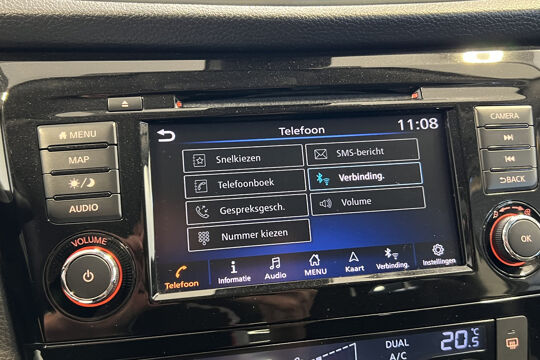 MENU
MAP
AUDIO
VOLUME
Telefoon
11:08
Snelkiezen
SMS-bericht
Telefoonboek
Verbinding.
Gespreksgesch.
Volume
Nummer kiezen
Telefoon
Informatie
Audio
MENU
Kaart
Verbinding.
Instellingen
CAMERA
BACK
OK
A/C
DUAL
20.5